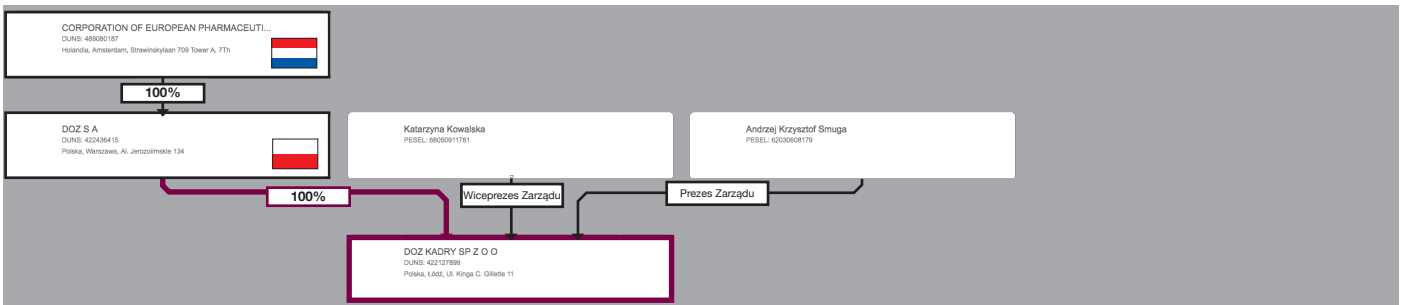 CORPORATION OF EUROPEAN PHARMACEUTI...
DUNS: 489080187
Holandia, Amsterdam, Strawinskylaan 709 Tower A, 7Th
100%
DOZ S A
DUNS: 422436415
Polska, Warszawa, Al. Jerozolimskie 134
Katarzyna Kowalska
PESEL: 68050911781
Andrzej Krzysztof Smuga
PESEL: 62030608179
100%
Wiceprezes Zarządu
Prezes Zarządu
DOZ KADRY SP Z O O
DUNS: 422127899
Polska, Łódź, Ul. Kinga C. Gillette 11